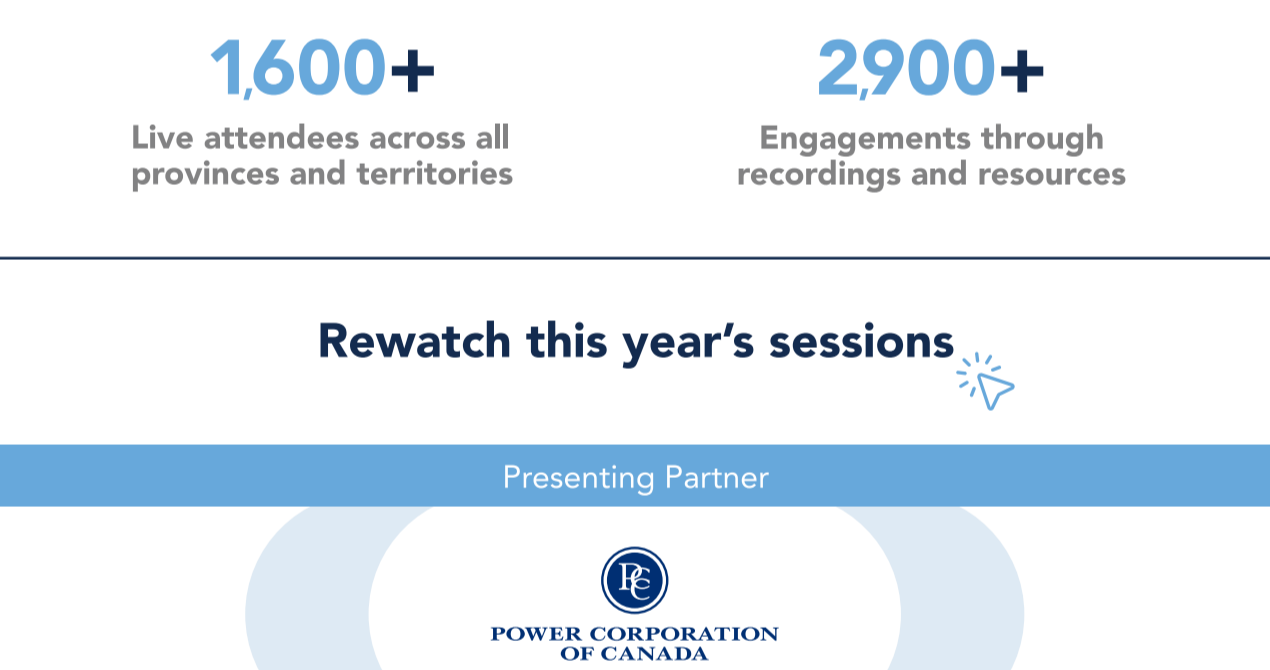 1,600+
Live attendees across all
provinces and territories
2,900+
Engagements through
recordings and resources
Rewatch this year’s sessions
Presenting Partner
PCC
POWER CORPORATION
OF CANADA